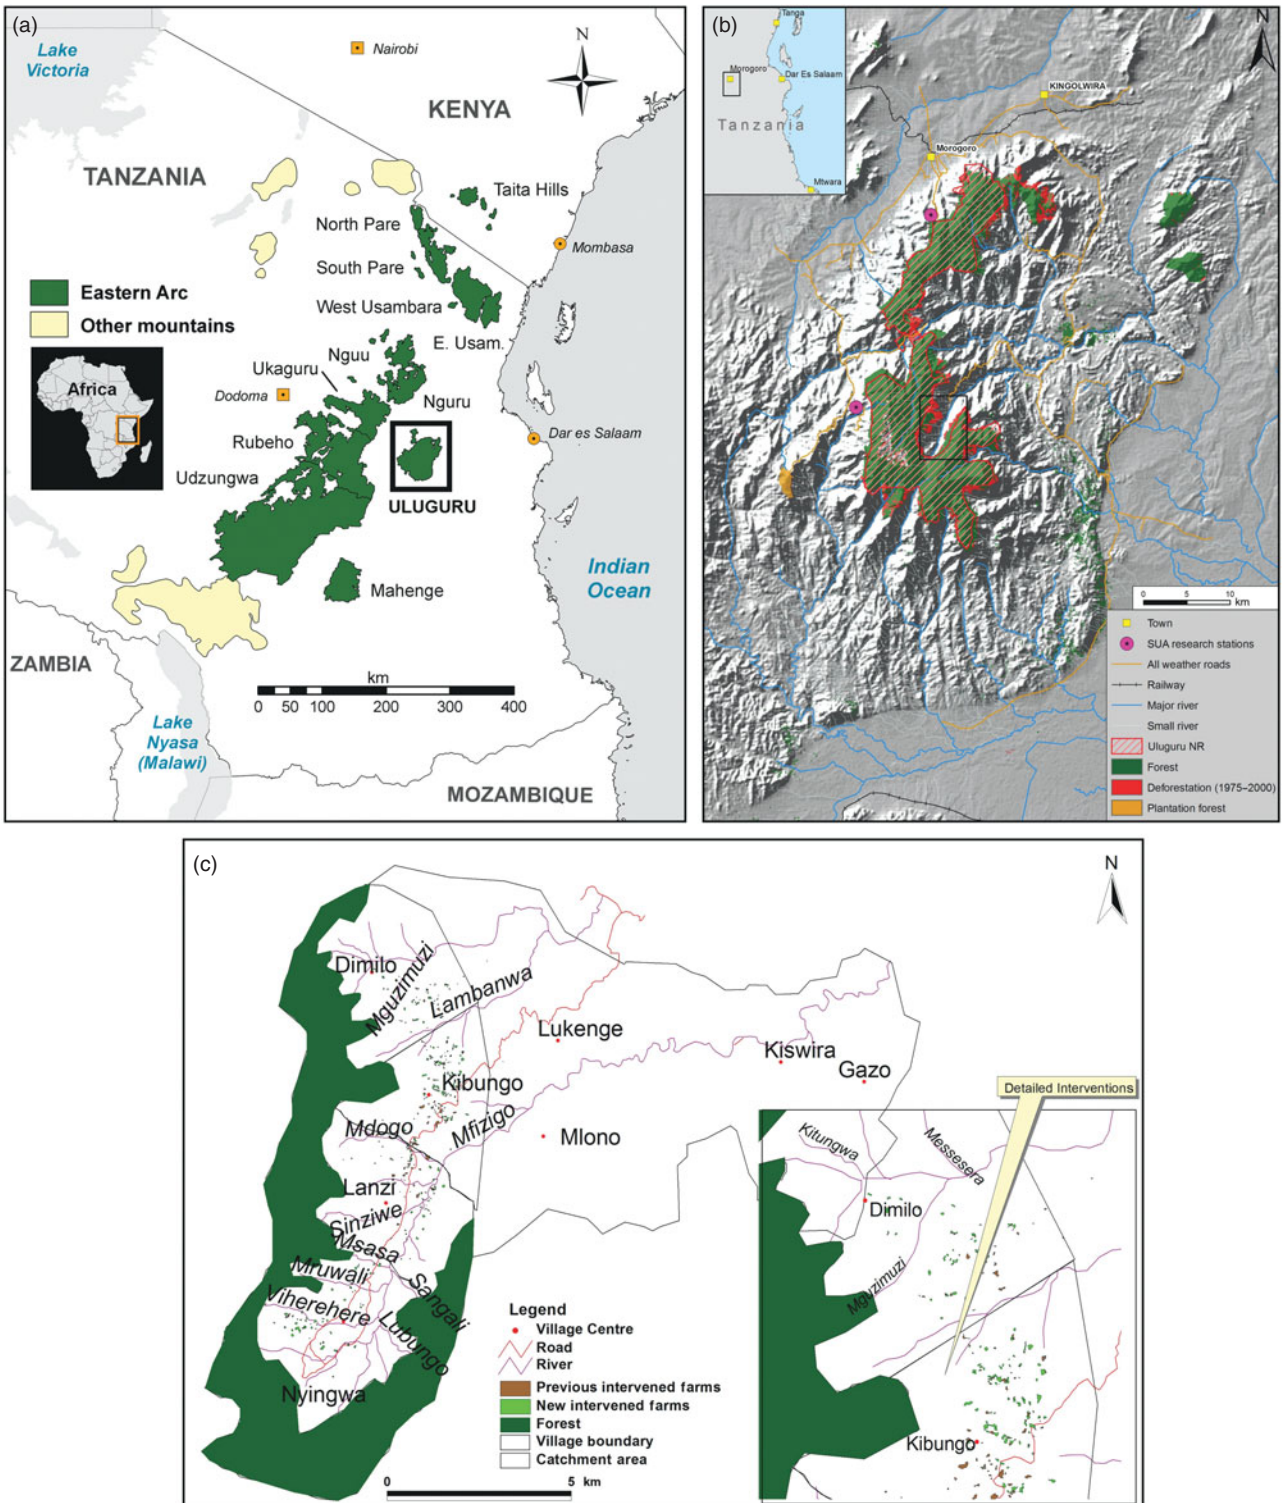 (a)
Lake
Victoria
Nairobi
N
KENYA
TANZANIA
Taita Hills
North Pare
Mombasa
South Pare
Eastern Arc
West Usambara
Other mountains
E. Usam.
Nguu
Ukaguru
Africa
Dodoma
Nguru
Dar es Salaam
Rubeho
Udzungwa
ULUGURU
Indian
Ocean
Mahenge
ZAMBIA
km
0 50 100 200 300 400
Lake
Nyasa
(Malawi)
MOZAMBIQUE
(b)
Tanga
Morogoro
Dar Es Salaam
Tanzania
Mtwara
N
KINGOLWIRA
Morogoro
0 5 10
km
Town
SUA research stations
All weather roads
Railway
Major river
Small river
Uluguru NR
Forest
Deforestation (1975–2000)
Plantation forest
(c)
N
Dimilo
Mguzimuzi
Lambanwa
Lukenge
Kiswira
Gazo
Kibungo
Mfizigo
Mdogo
Mlono
Lanzi
Sinziwe
Msasa
Mruwali
Sangali
Viherehere
Lubungo
Nyingwa
Legend
Village Centre
Road
River
Previous intervened farms
New intervened farms
Forest
Village boundary
Catchment area
0 5 km
Detailed Interventions
Kitungwa
Messesera
Dimilo
Mguzimuzi
Kibungo